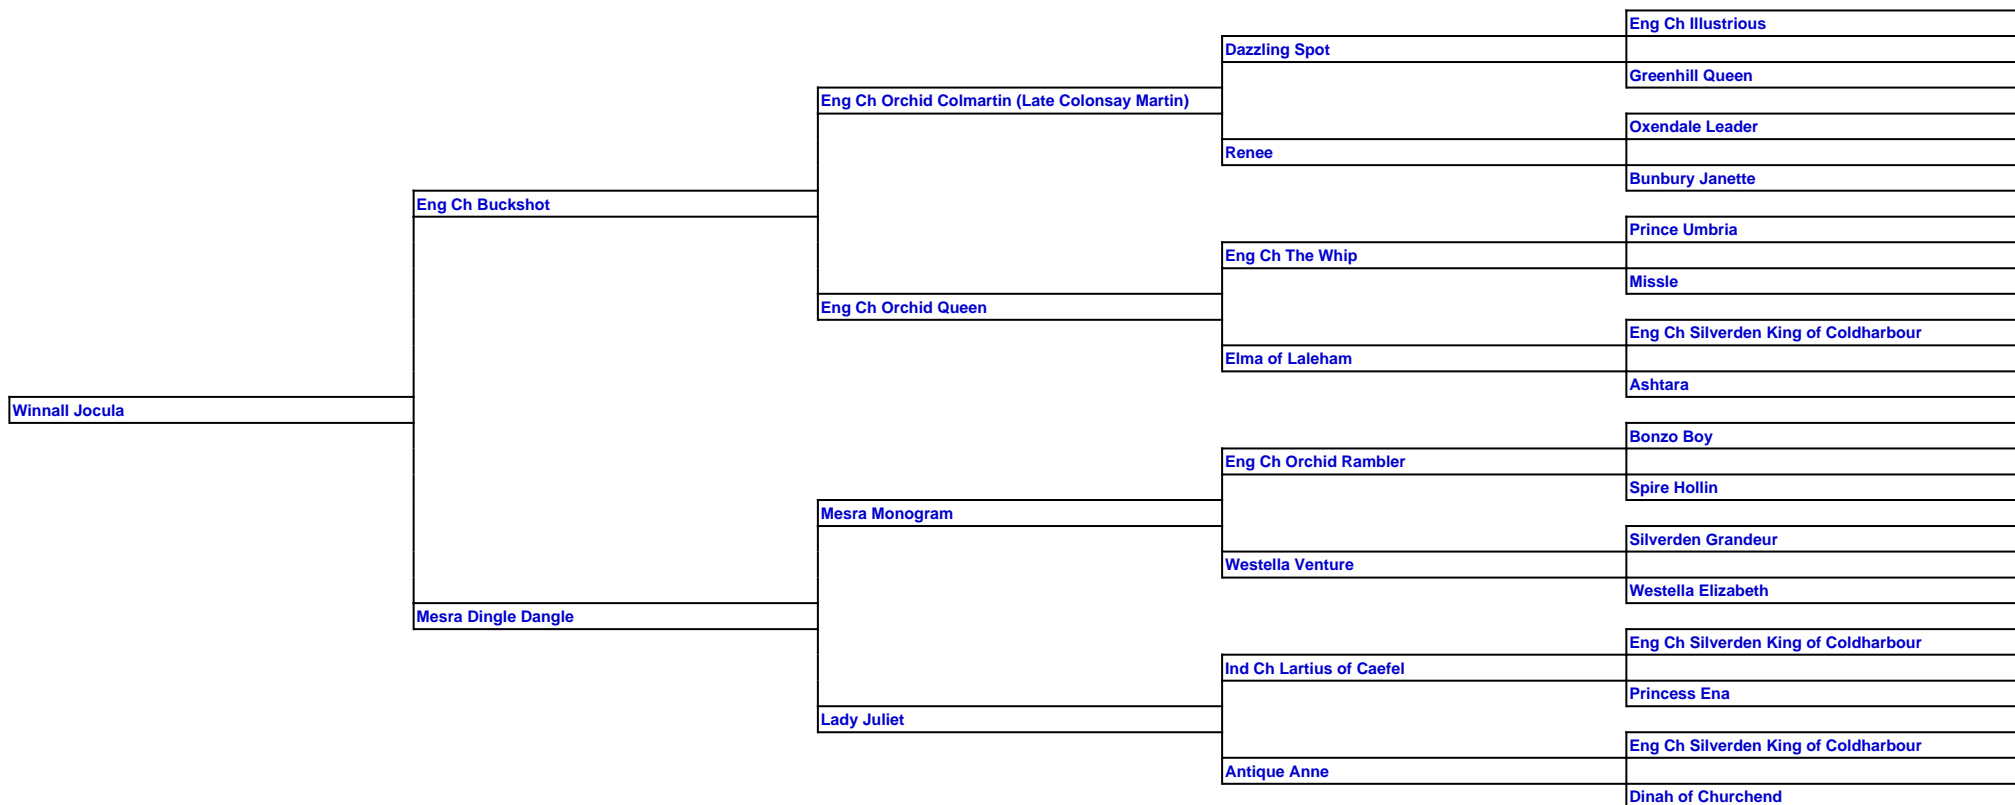 Eng Ch Illustrious
Dazzling Spot
Greenhill Queen
Eng Ch Orchid Colmartin (Late Colonsay Martin)
Oxendale Leader
Renee
Bunbury Janette
Eng Ch Buckshot
Prince Umbria
Eng Ch The Whip
Missle
Eng Ch Orchid Queen
Eng Ch Silverden King of Coldharbour
Elma of Laleham
Ashtara
Winnall Jocula
Bonzo Boy
Eng Ch Orchid Rambler
Spire Hollin
Mesra Monogram
Silverden Grandeur
Westella Venture
Westella Elizabeth
Mesra Dingle Dangle
Eng Ch Silverden King of Coldharbour
Ind Ch Lartius of Caefel
Princess Ena
Lady Juliet
Eng Ch Silverden King of Coldharbour
Antique Anne
Dinah of Churchend